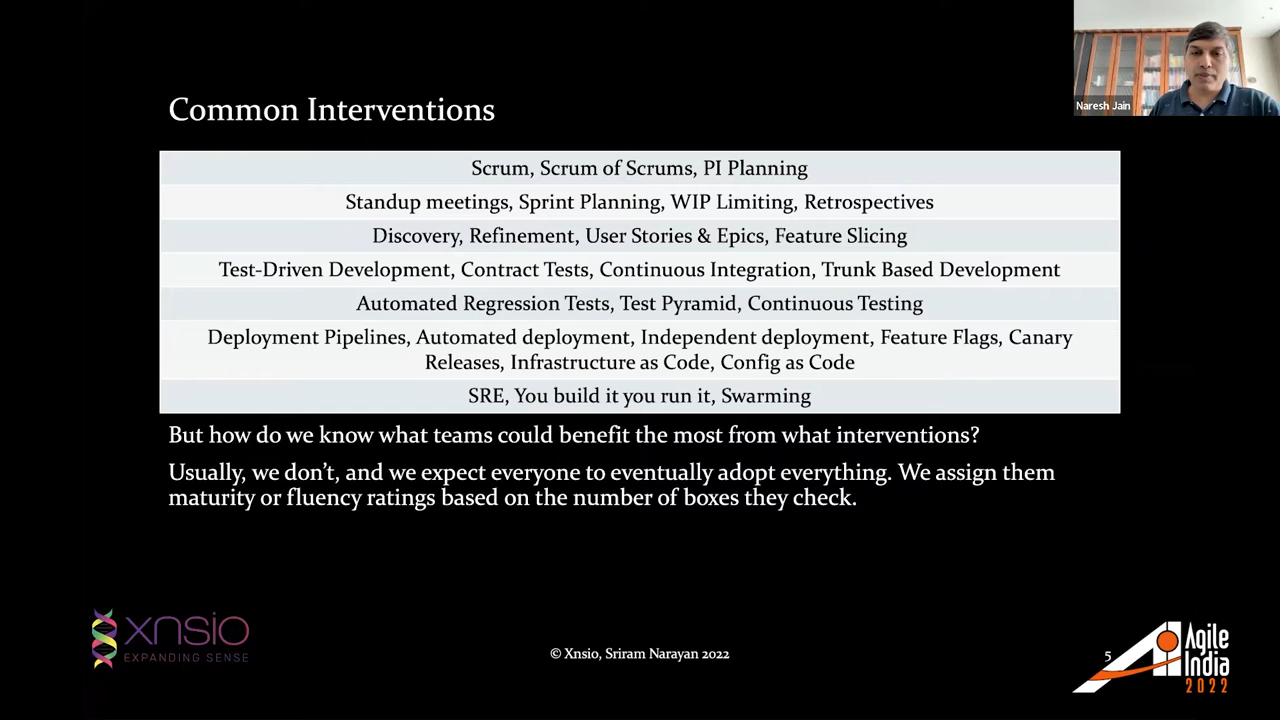 Naresh Jain
Common Interventions
Scrum, Scrum of Scrums, PI Planning
Standup meetings, Sprint Planning, WIP Limiting, Retrospectives
Discovery, Refinement, User Stories & Epics, Feature Slicing
Test-Driven Development, Contract Tests, Continuous Integration, Trunk Based Development
Automated Regression Tests, Test Pyramid, Continuous Testing
Deployment Pipelines, Automated deployment, Independent deployment, Feature Flags, Canary
Releases, Infrastructure as Code, Config as Code
SRE, You build it you run it, Swarming
But how do we know what teams could benefit the most from what interventions?
Usually, we don’t, and we expect everyone to eventually adopt everything. We assign them
maturity or fluency ratings based on the number of boxes they check.
xnsio
EXPANDING SENSE
© Xnsio, Sriram Narayan 2022
5
Agile
India
2022